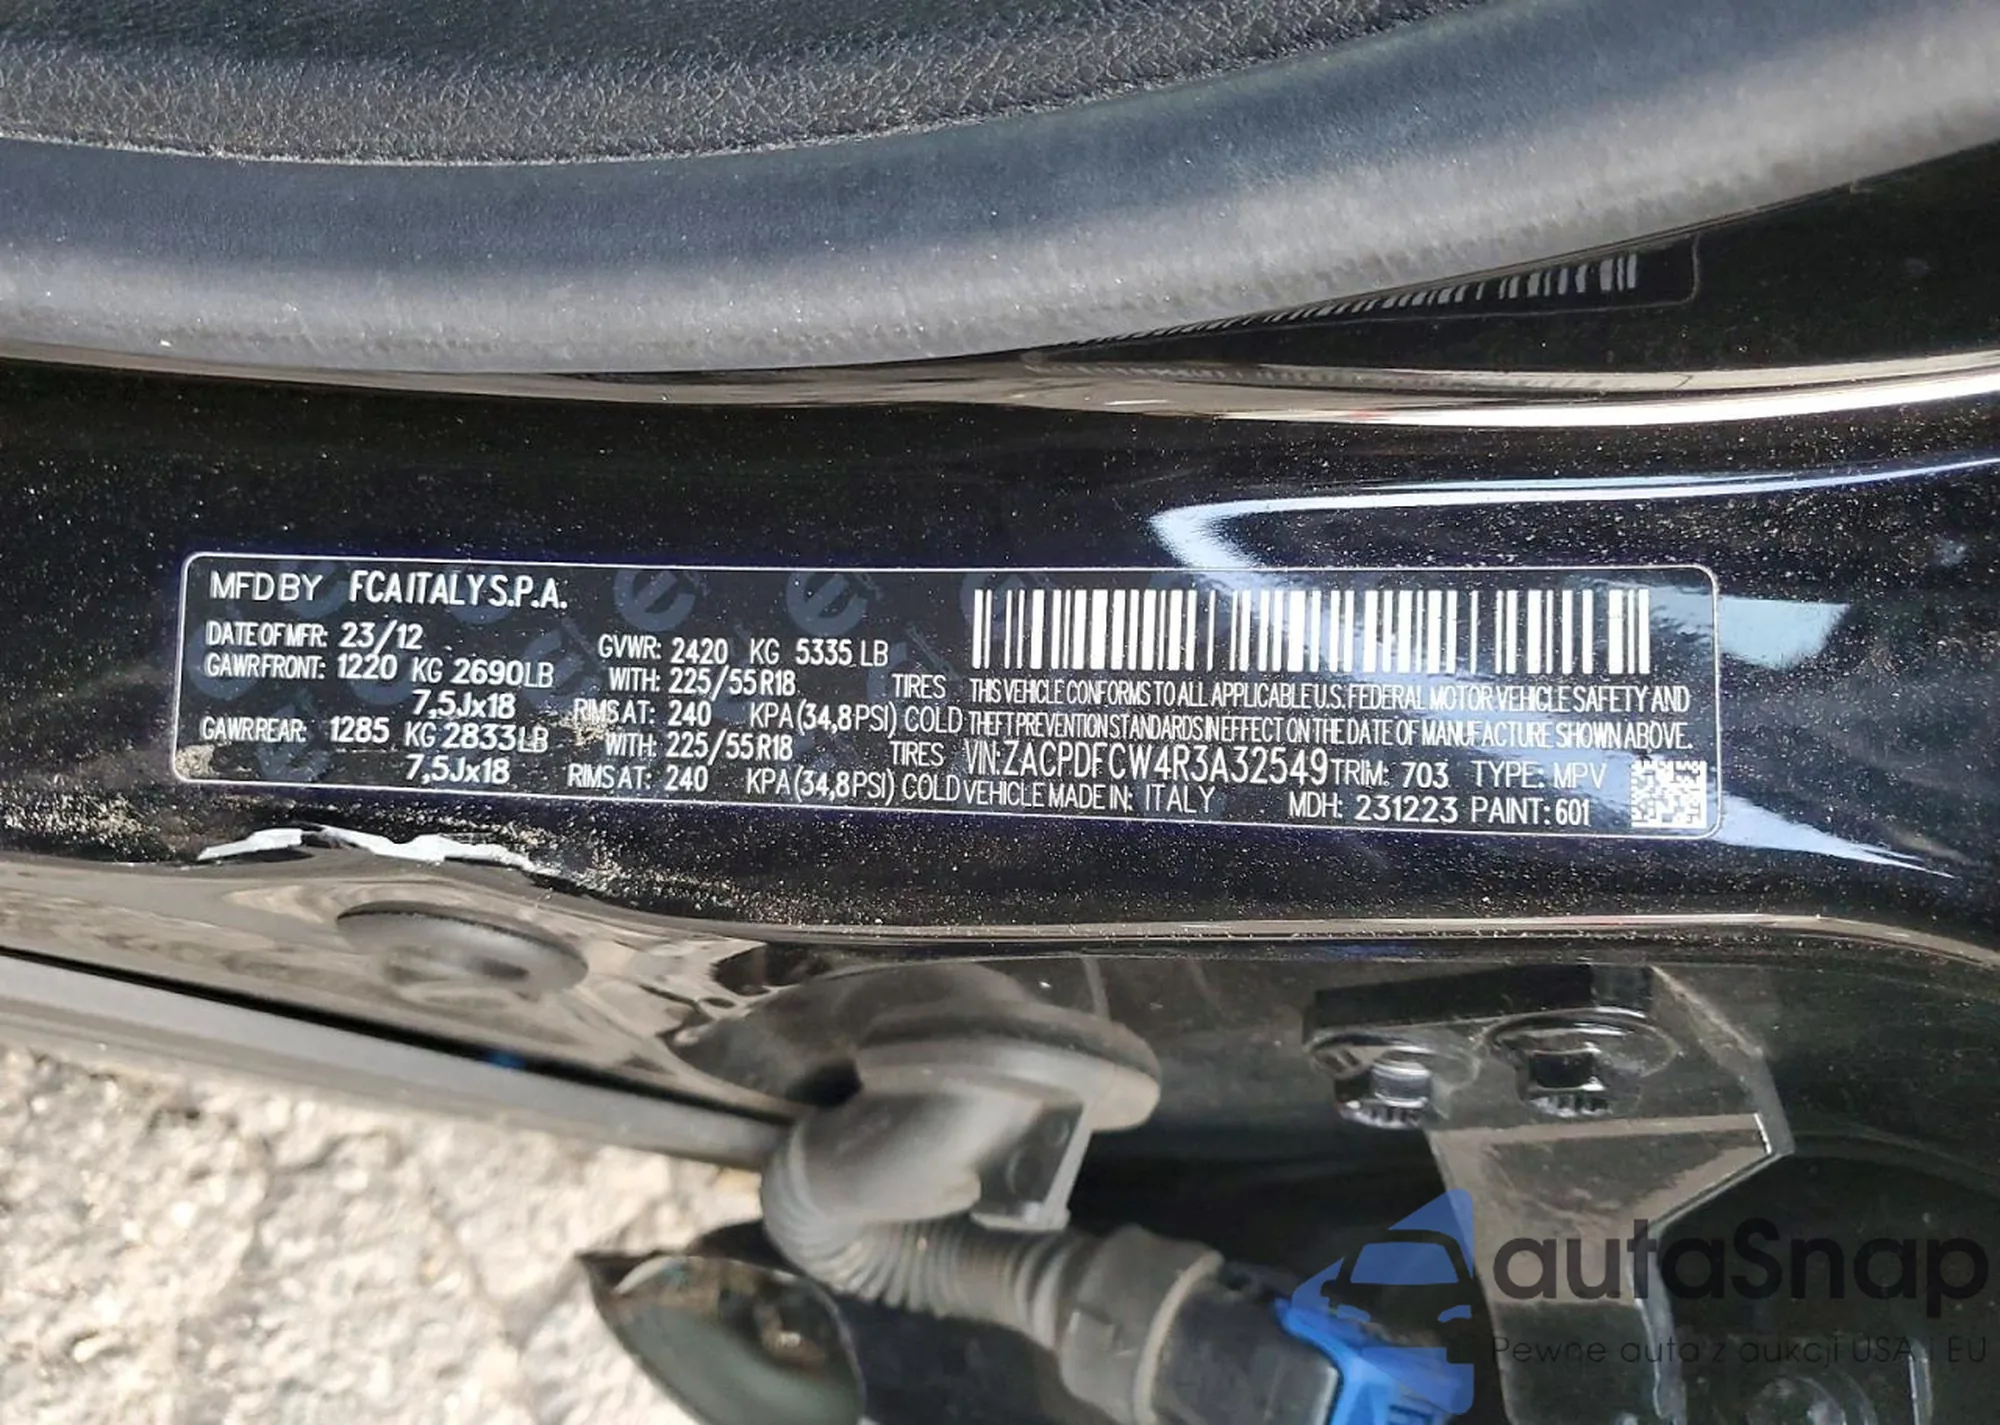 MFD BY FCA ITALY S.P.A.
DATE OF MFR: 23/12 GVWR: 2420 KG 5335 LB
GAWR FRONT: 1220 KG 2690 LB WITH: 225/55 R18 TIRES THIS VEHICLE CONFORMS TO ALL APPLICABLE U.S. FEDERAL MOTOR VEHICLE SAFETY AND
7,5Jx18 RIMS AT: 240 KPA (34,8 PSI) COLD THEFT PREVENTION STANDARDS IN EFFECT ON THE DATE OF MANUFACTURE SHOWN ABOVE.
GAWR REAR: 1285 KG 2833 LB WITH: 225/55 R18 TIRES VIN: ZACPDFCW4R3A32549 TRIM: 703 TYPE: MPV
7,5Jx18 RIMS AT: 240 KPA (34,8 PSI) COLD VEHICLE MADE IN: ITALY MDH: 231223 PAINT: 601
autaSnap
Pewne auta z aukcji USA i EU